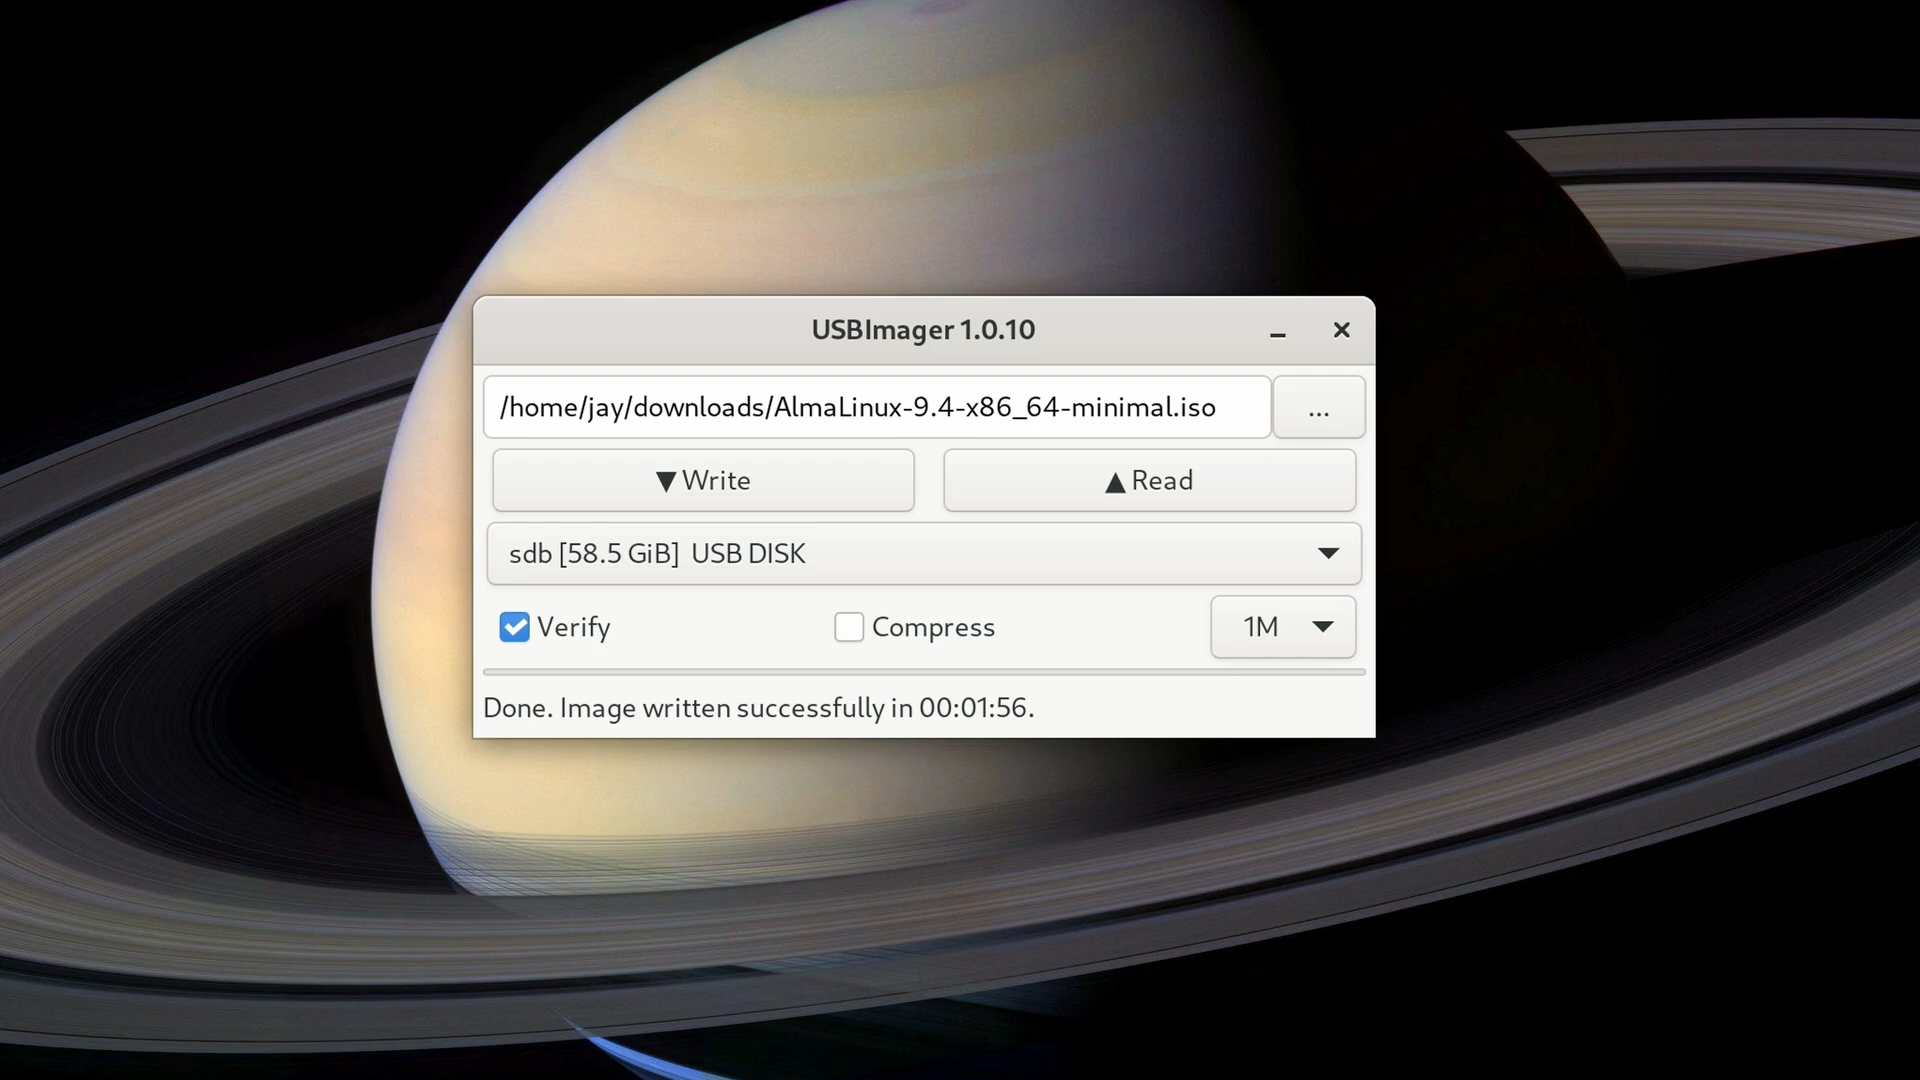 USBImager 1.0.10
/home/jay/downloads/AlmaLinux-9.4-x86_64-minimal.iso
...
▼ Write
▲ Read
sdb [58.5 GiB] USB DISK
Verify
Compress
1M
Done. Image written successfully in 00:01:56.